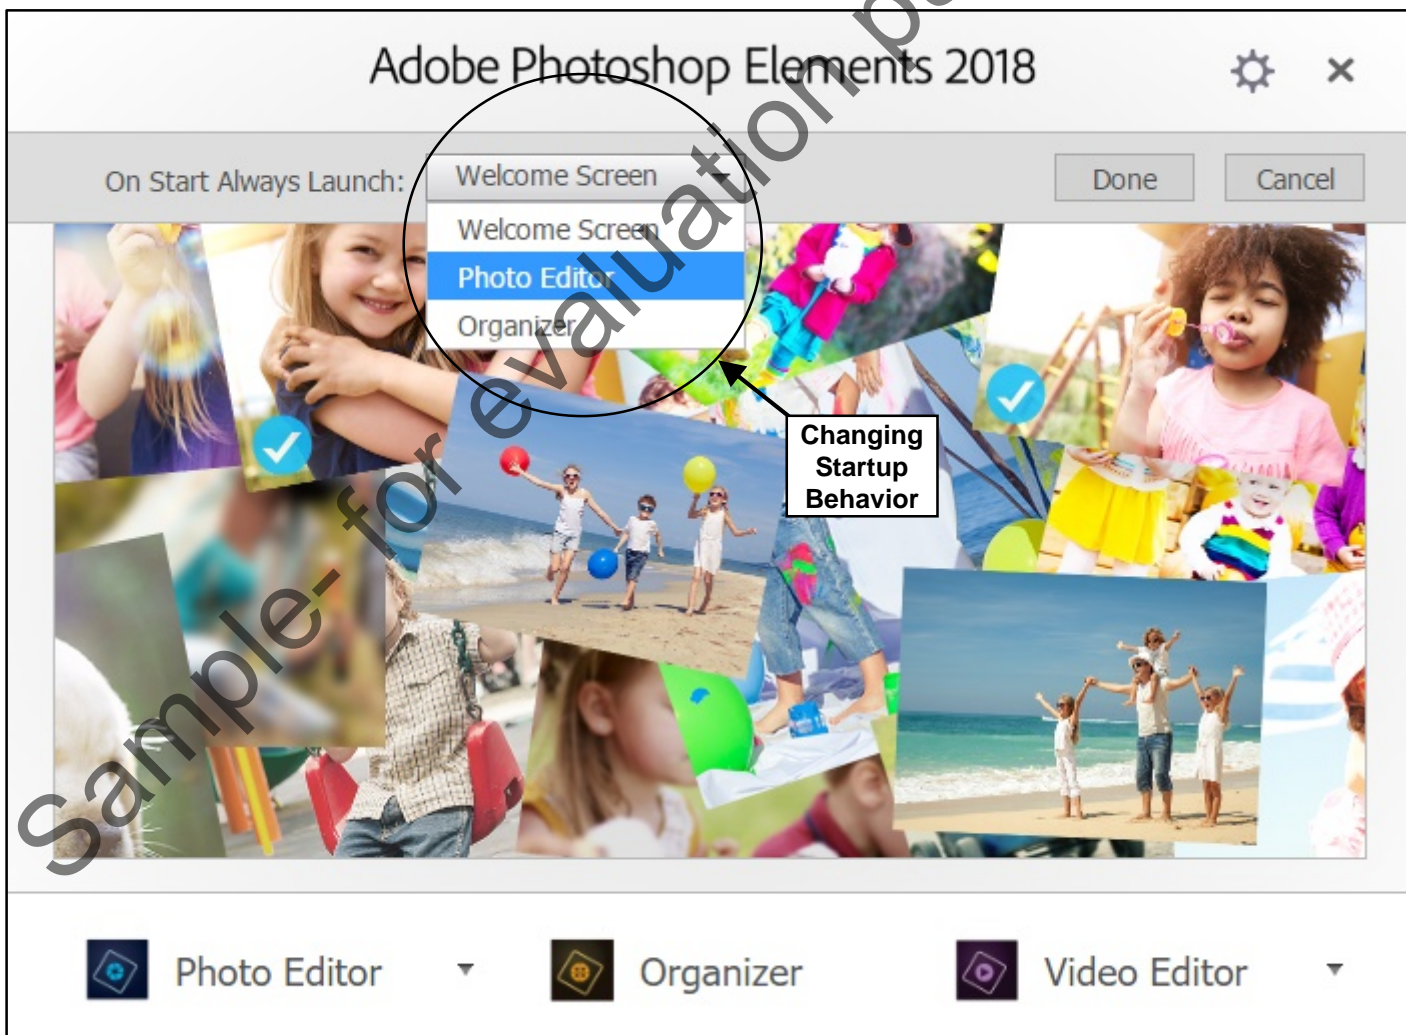 Adobe Photoshop Elements 2018
On Start Always Launch:
Welcome Screen
Done
Cancel
Welcome Screen
Photo Editor
Organizer
Changing
Startup
Behavior
Sample- for evaluation
Photo Editor
Organizer
Video Editor